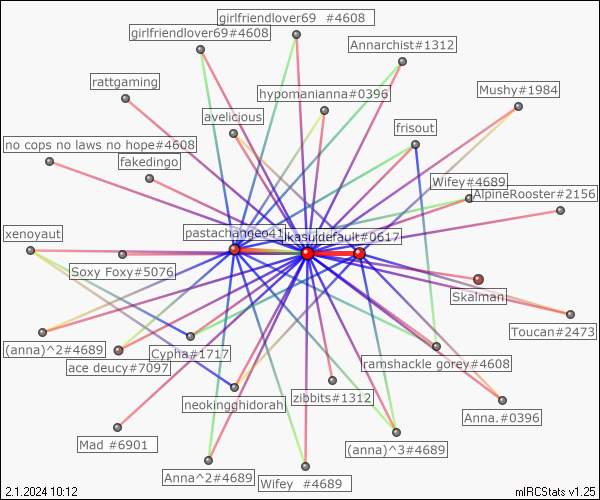 girlfriendlover69 #4608
girlfriendlover69#4608
Annarchist#1312
rattgaming
hypomanianna#0396
Mushy#1984
avelicious
frisout
no cops no laws no hope#4608
fakedingo
Wifey#4689
AlpineRooster#2156
xenoyaut
pastachangeo41
kasu
default#0617
Soxy Foxy#5076
Skalman
Toucan#2473
(anna)^2#4689
Cypha#1717
ace deucy#7097
ramshackle gorey#4608
neokingghidorah
zibbits#1312
Anna.#0396
Mad #6901
(anna)^3#4689
Anna^2#4689
Wifey #4689
2.1.2024 10:12
mIRCStats v1.25